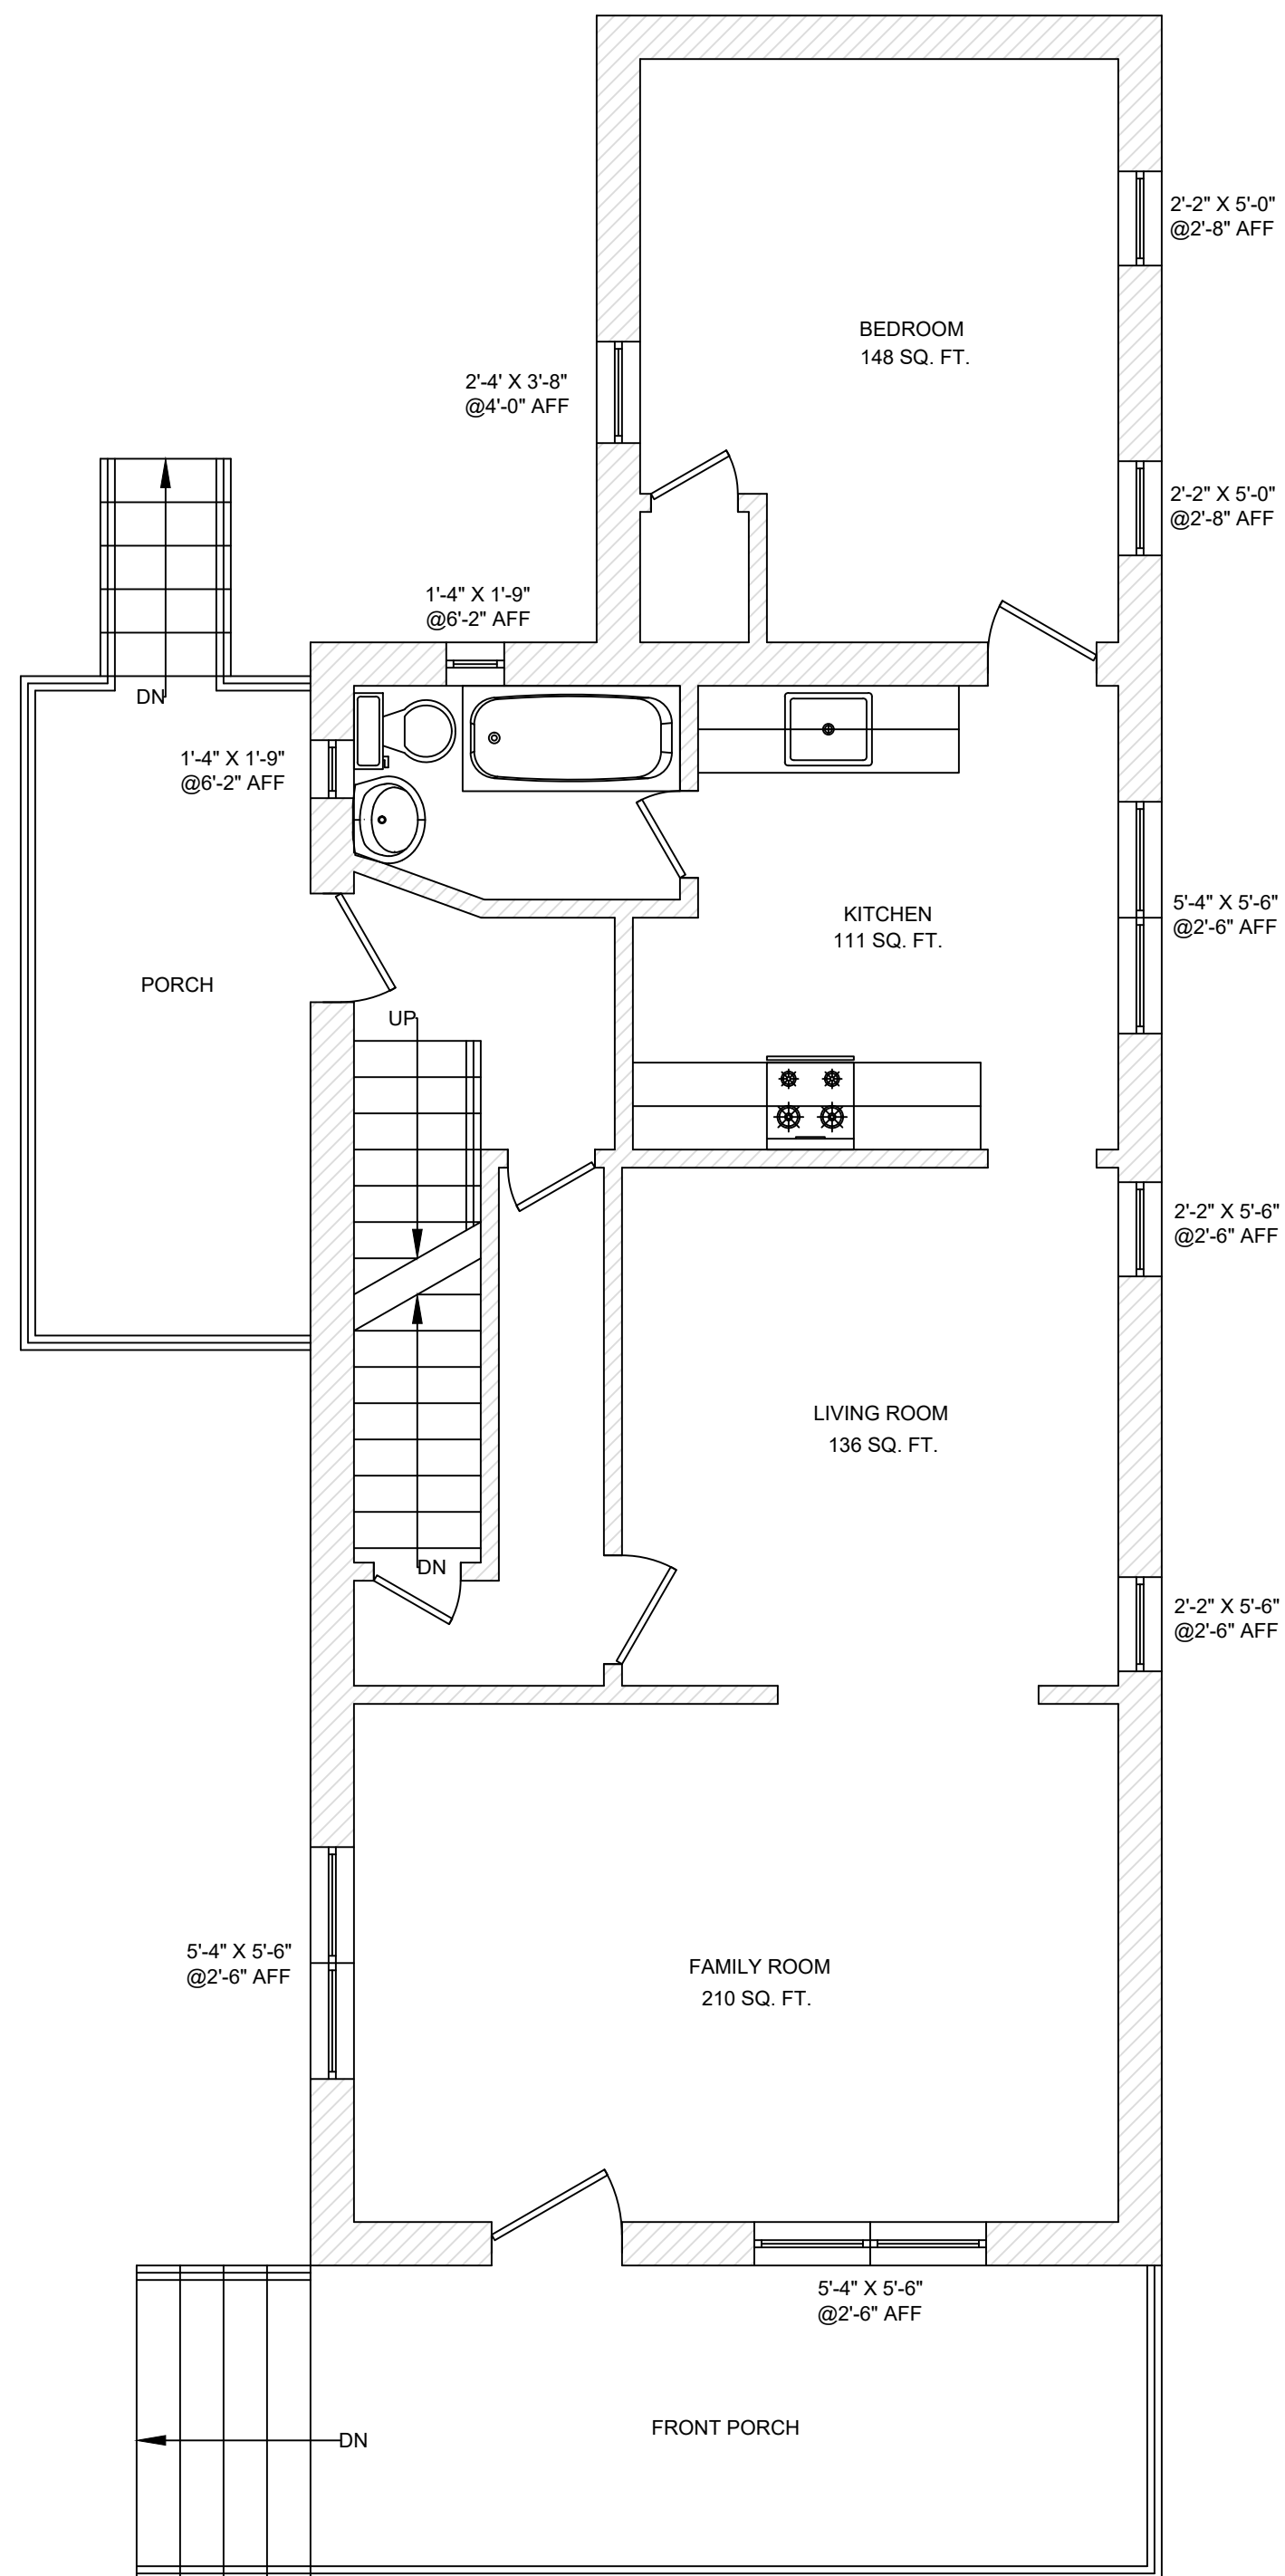 2'-2" X 5'-0"
@2'-8" AFF
BEDROOM
148 SQ. FT.
2'-4' X 3'-8"
@4'-0" AFF
2'-2" X 5'-0"
@2'-8" AFF
1'-4" X 1'-9"
@6'-2" AFF
DN
1'-4" X 1'-9"
@6'-2" AFF
KITCHEN
111 SQ. FT.
5'-4" X 5'-6"
@2'-6" AFF
PORCH
UP
2'-2" X 5'-6"
@2'-6" AFF
LIVING ROOM
136 SQ. FT.
DN
2'-2" X 5'-6"
@2'-6" AFF
5'-4" X 5'-6"
@2'-6" AFF
FAMILY ROOM
210 SQ. FT.
5'-4" X 5'-6"
@2'-6" AFF
FRONT PORCH
DN